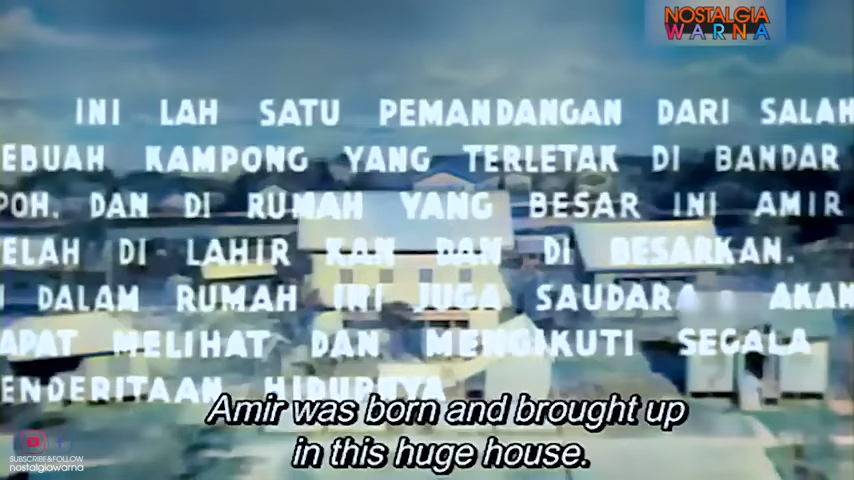 NOSTALGIA
WARNA
INI LAH SATU PEMANDANGAN DARI SALAH
EBUAH KAMPONG YANG TERLETAK DI BANDAR
POH. DAN DI RUMAH YANG BESAR INI AMIR
ELAH DI LAHIR KAN DAN DI BESARKAN.
DALAM RUMAH INI JUGA SAUDARA AKAN
APAT MELIHAT DAN MENGIKUTI SEGALA
ENDERITAAN HIDUPNYA
Amir was born and brought up
in this huge house.
SUBSCRIBE&FOLLOW
nostalgiawarna